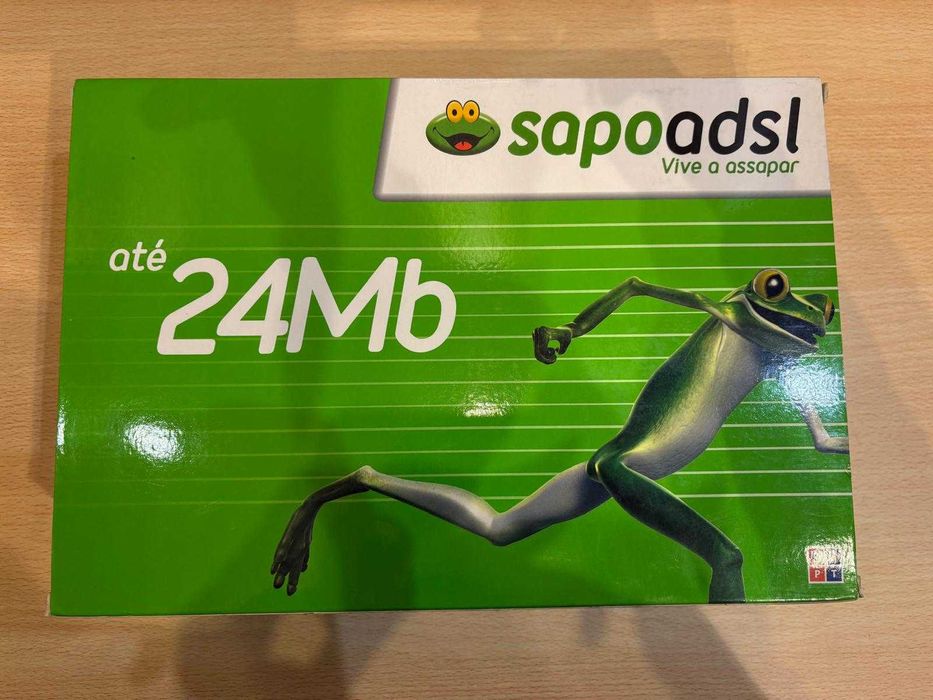 sapoadsl
Vive a assapar
até
24Mb
P T